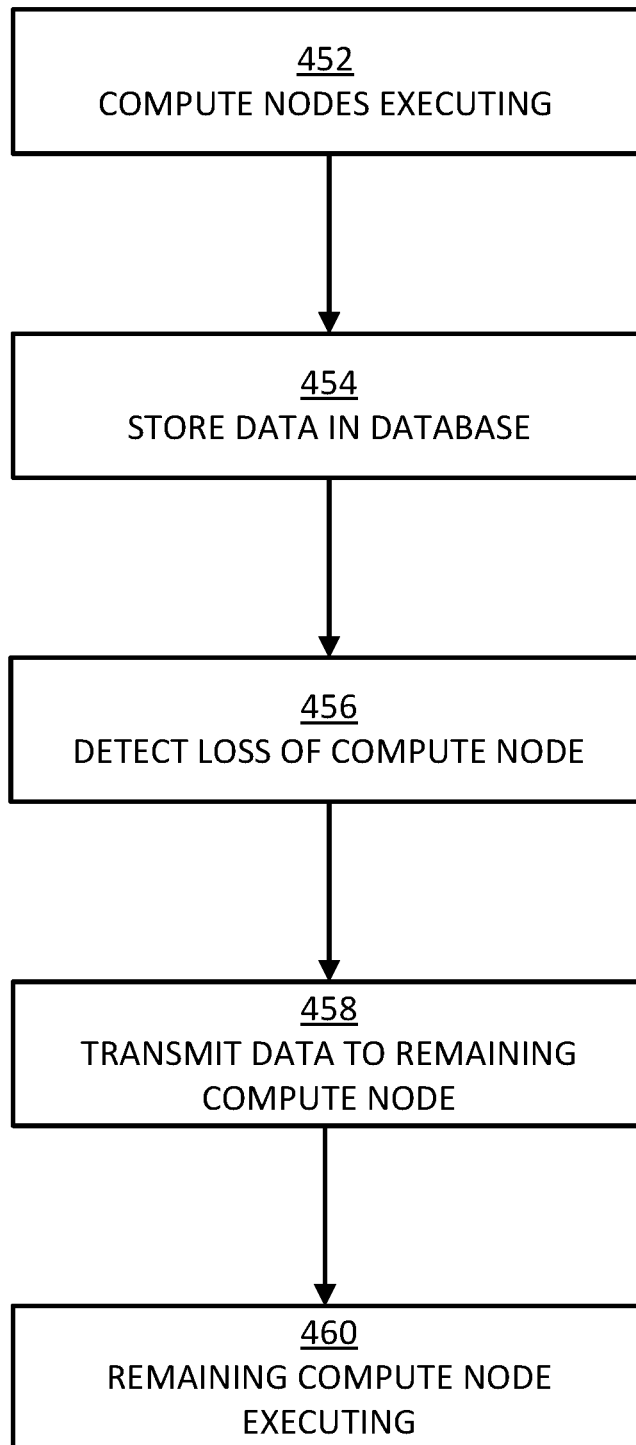 452
COMPUTE NODES EXECUTING
454
STORE DATA IN DATABASE
456
DETECT LOSS OF COMPUTE NODE
458
TRANSMIT DATA TO REMAINING
COMPUTE NODE
460
REMAINING COMPUTE NODE
EXECUTING